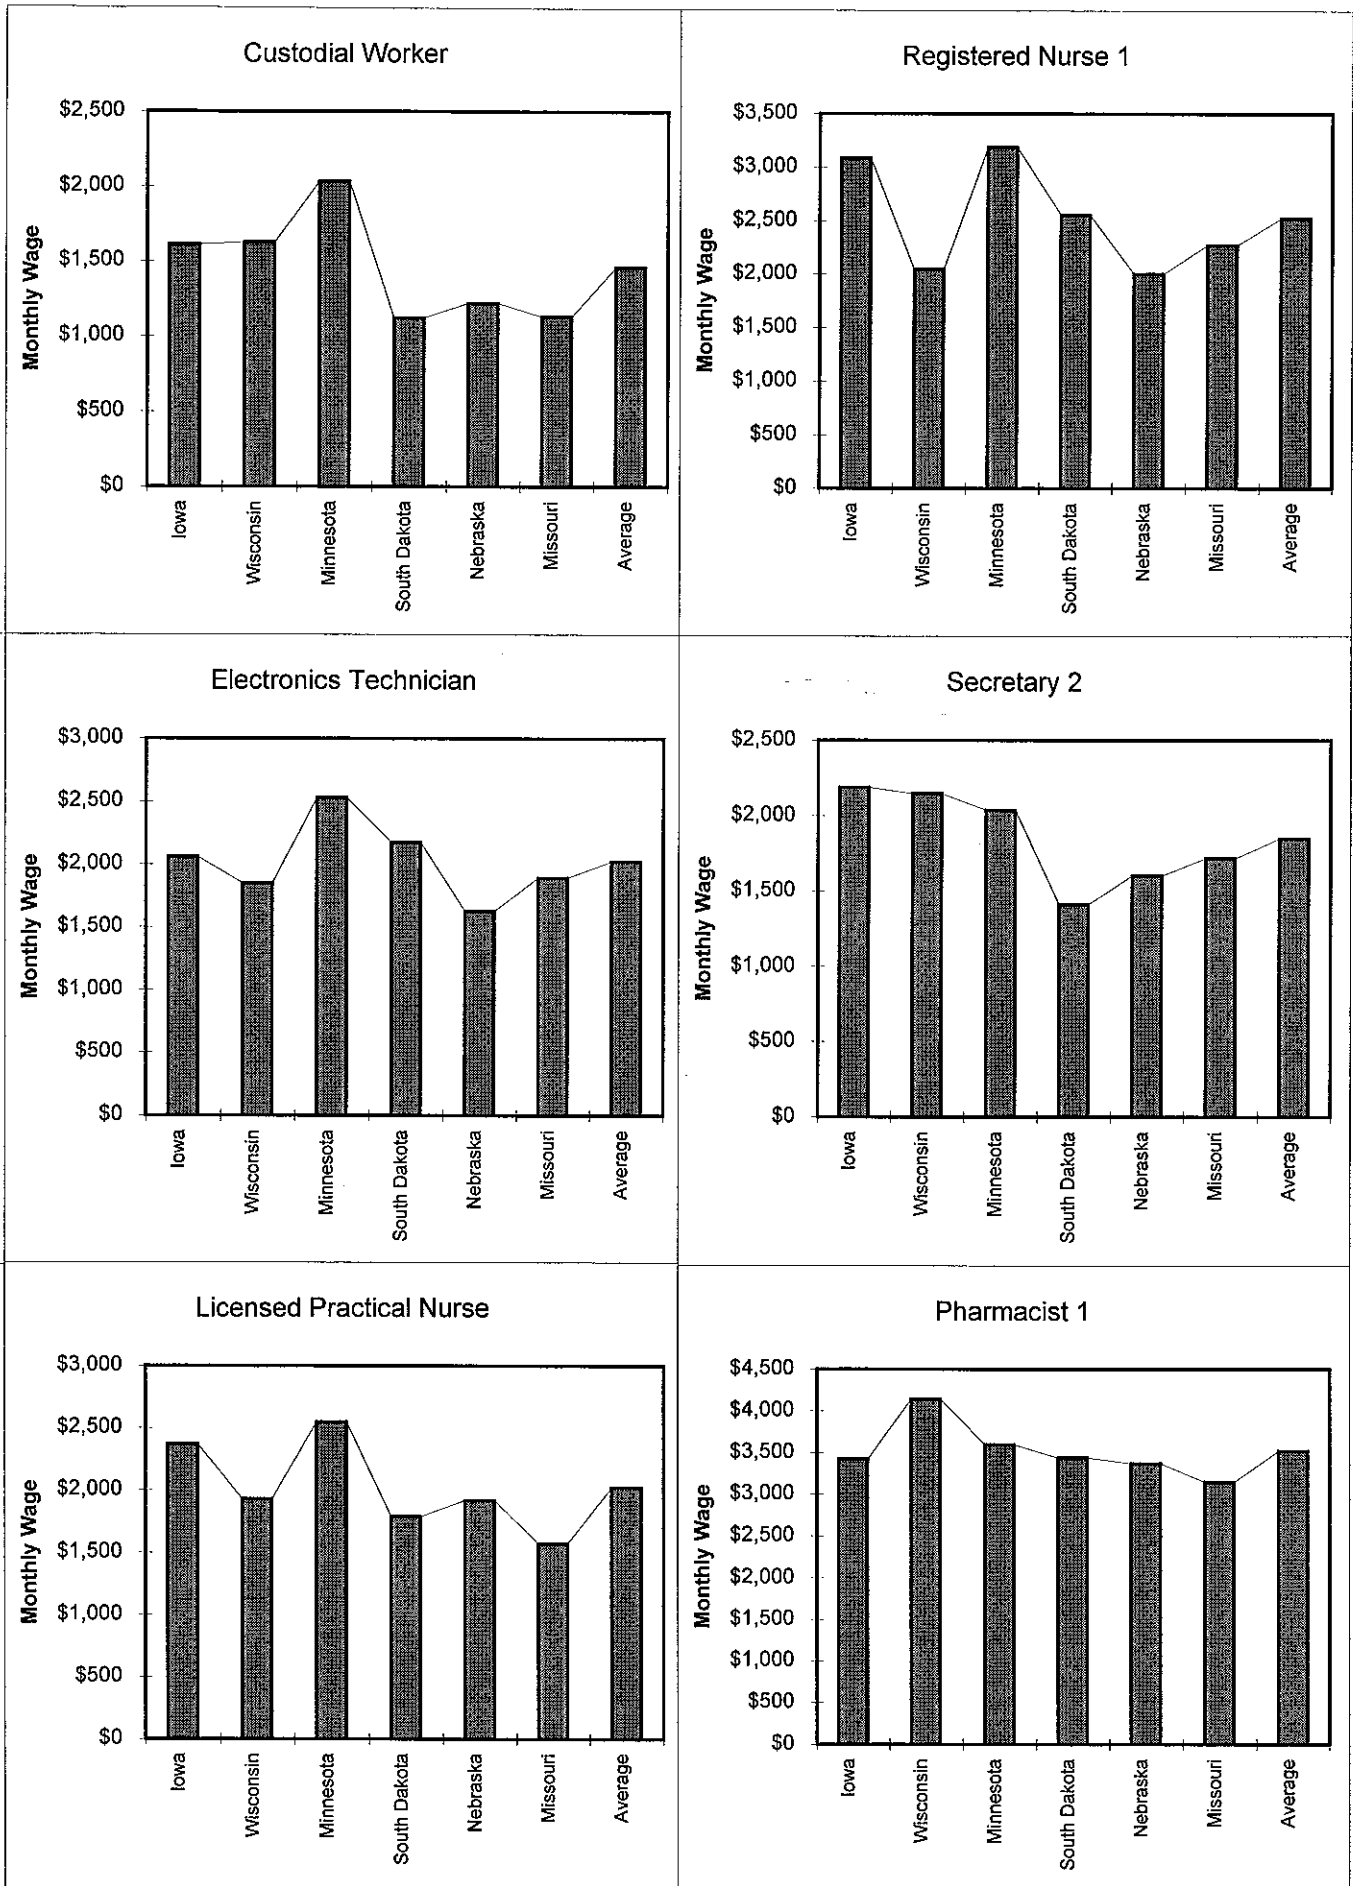 Custodial Worker
Monthly Wage
$2,500
$2,000
$1,500
$1,000
$500
$0
Iowa
Wisconsin
Minnesota
South Dakota
Nebraska
Missouri
Average
Registered Nurse 1
Monthly Wage
$3,500
$3,000
$2,500
$2,000
$1,500
$1,000
$500
$0
Iowa
Wisconsin
Minnesota
South Dakota
Nebraska
Missouri
Average
Electronics Technician
Monthly Wage
$3,000
$2,500
$2,000
$1,500
$1,000
$500
$0
Iowa
Wisconsin
Minnesota
South Dakota
Nebraska
Missouri
Average
Secretary 2
Monthly Wage
$2,500
$2,000
$1,500
$1,000
$500
$0
Iowa
Wisconsin
Minnesota
South Dakota
Nebraska
Missouri
Average
Licensed Practical Nurse
Monthly Wage
$3,000
$2,500
$2,000
$1,500
$1,000
$500
$0
Iowa
Wisconsin
Minnesota
South Dakota
Nebraska
Missouri
Average
Pharmacist 1
Monthly Wage
$4,500
$4,000
$3,500
$3,000
$2,500
$2,000
$1,500
$1,000
$500
$0
Iowa
Wisconsin
Minnesota
South Dakota
Nebraska
Missouri
Average